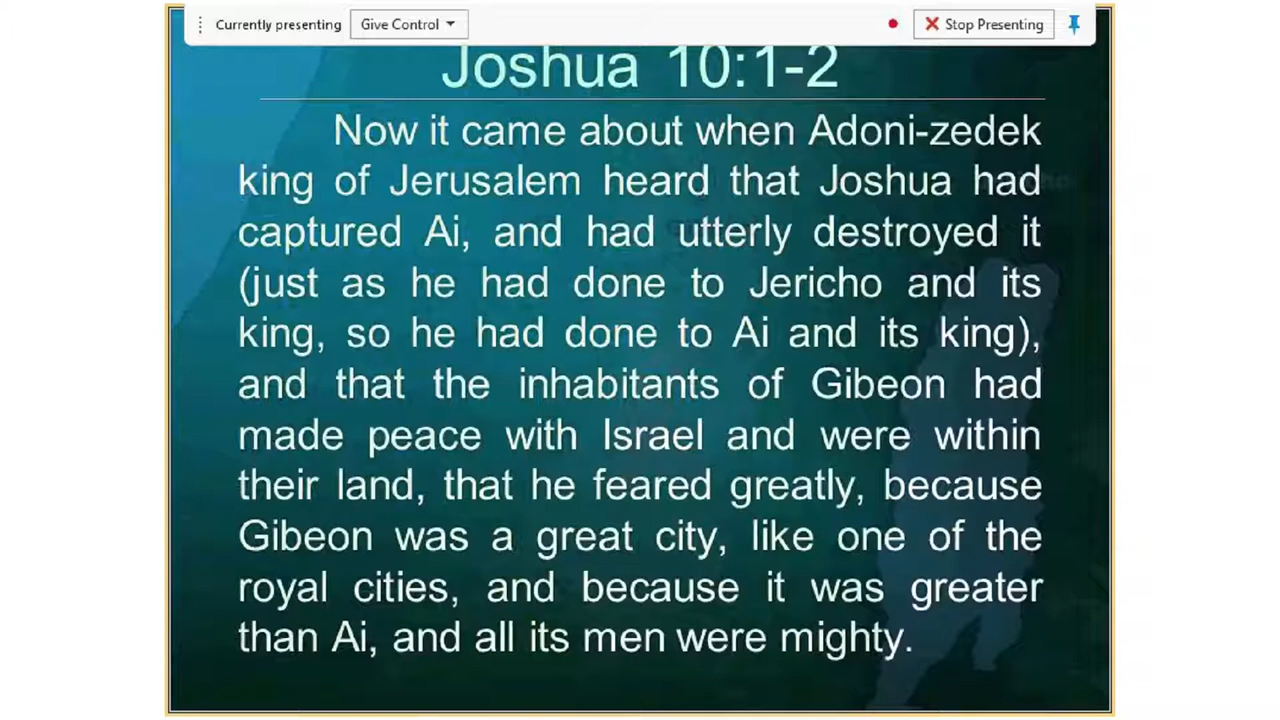 Currently presenting Give Control Stop Presenting
Joshua 10:1-2
Now it came about when Adoni-zedek
king of Jerusalem heard that Joshua had
captured Ai, and had utterly destroyed it
(just as he had done to Jericho and its
king, so he had done to Ai and its king),
and that the inhabitants of Gibeon had
made peace with Israel and were within
their land, that he feared greatly, because
Gibeon was a great city, like one of the
royal cities, and because it was greater
than Ai, and all its men were mighty.